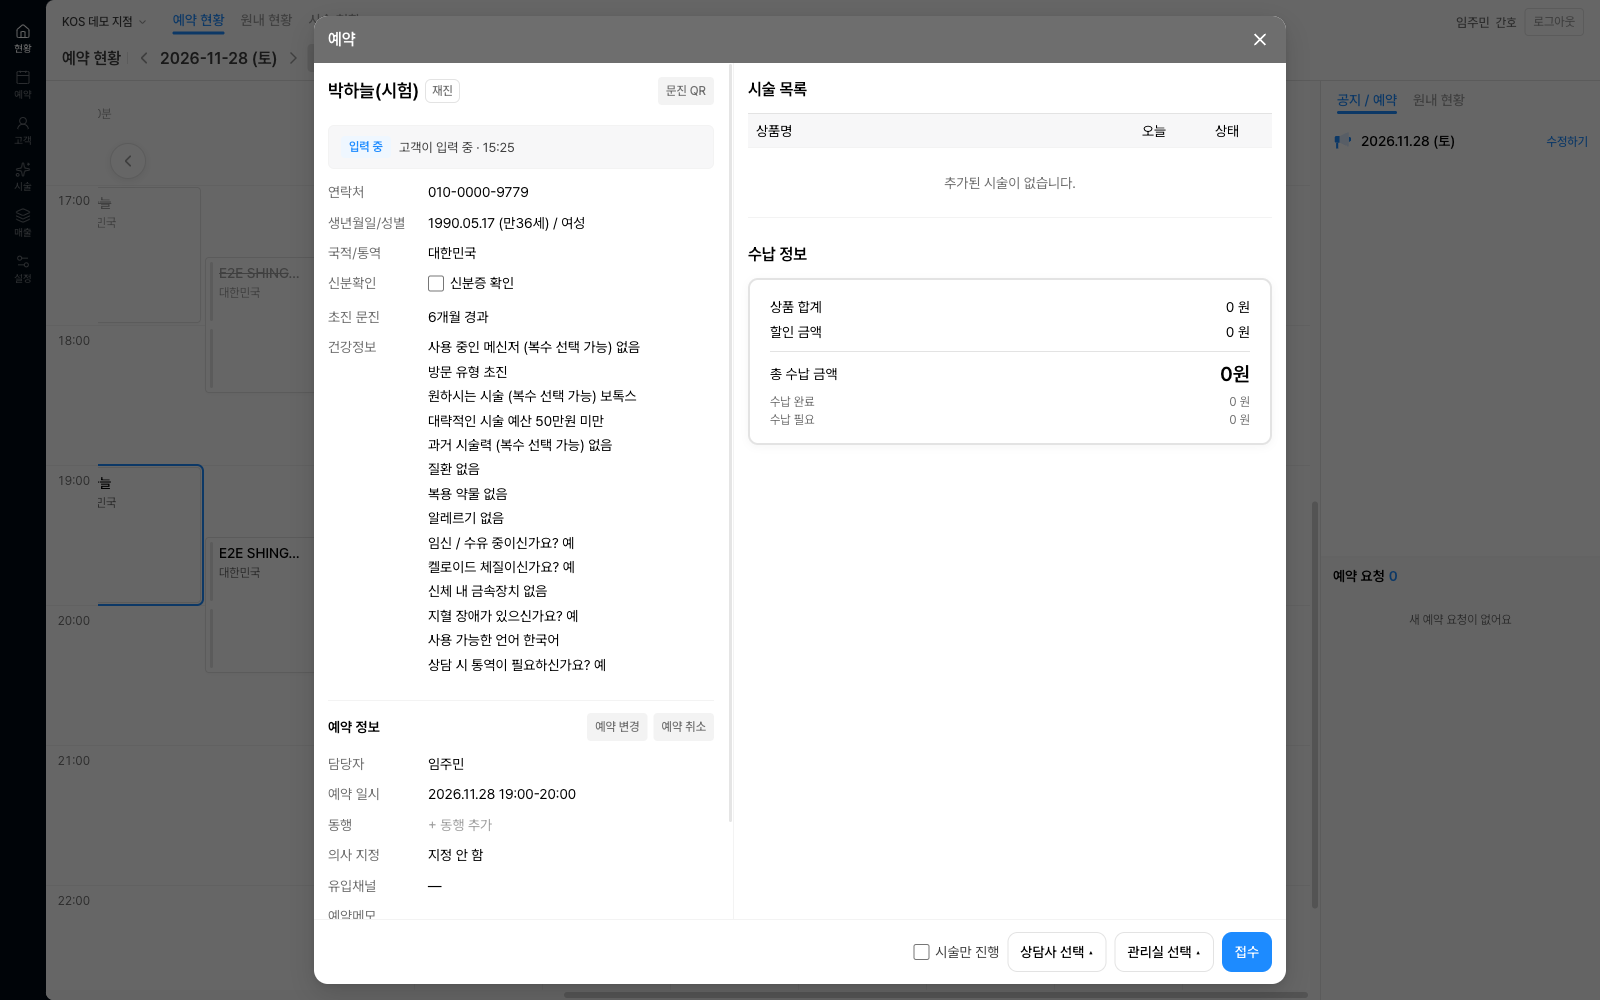 KOS 데모 지점
예약 현황
원내 현황
임주민 간호
로그아웃
현황
예약
고객
시술
매출
설정
예약 현황
2026-11-28 (토)
17:00
18:00
19:00
20:00
21:00
22:00
E2E SHING...
대한민국
E2E SHING...
대한민국
예약
박하늘(시험)
재진
문진 QR
입력 중
고객이 입력 중 · 15:25
연락처 010-0000-9779
생년월일/성별 1990.05.17 (만36세) / 여성
국적/통역 대한민국
신분확인 신분증 확인
초진 문진 6개월 경과
건강정보 사용 중인 메신저 (복수 선택 가능) 없음
방문 유형 초진
원하시는 시술 (복수 선택 가능) 보톡스
대략적인 시술 예산 50만원 미만
과거 시술력 (복수 선택 가능) 없음
질환 없음
복용 약물 없음
알레르기 없음
임신 / 수유 중이신가요? 예
켈로이드 체질이신가요? 예
신체 내 금속장치 없음
지혈 장애가 있으신가요? 예
사용 가능한 언어 한국어
상담 시 통역이 필요하신가요? 예
예약 정보
예약 변경
예약 취소
담당자 임주민
예약 일시 2026.11.28 19:00-20:00
동행 + 동행 추가
의사 지정 지정 안 함
유입채널 —
예약메모
시술 목록
상품명 오늘 상태
추가된 시술이 없습니다.
수납 정보
상품 합계 0 원
할인 금액 0 원
총 수납 금액 0원
수납 완료 0 원
수납 필요 0 원
시술만 진행
상담사 선택
관리실 선택
접수
공지 / 예약
원내 현황
2026.11.28 (토)
수정하기
예약 요청 0
새 예약 요청이 없어요